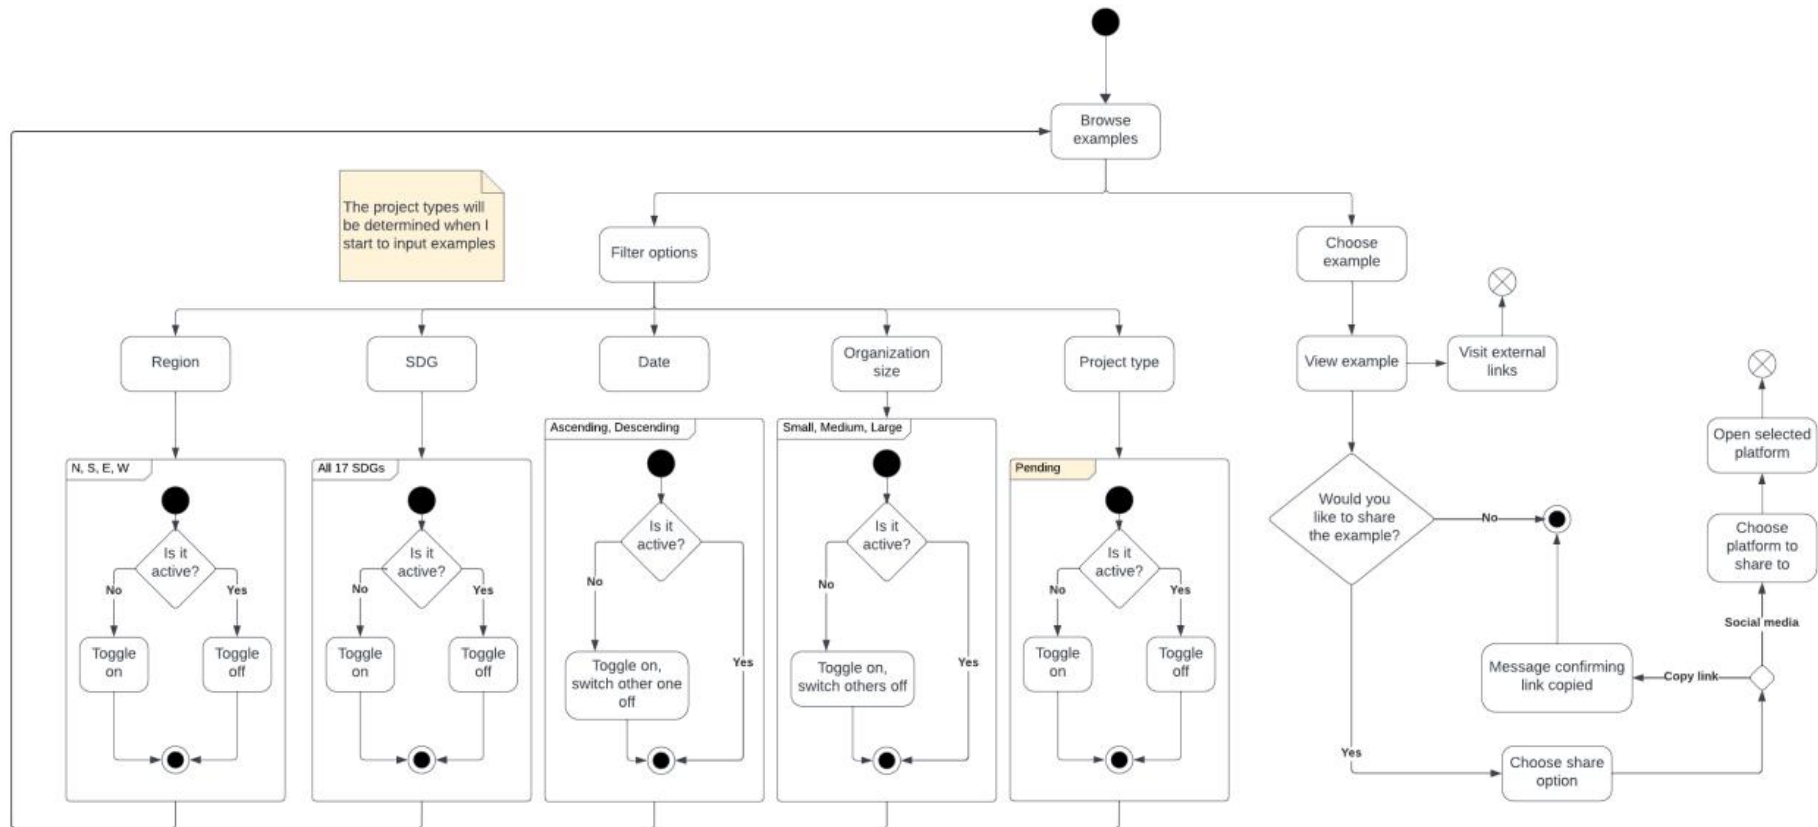 Browse
examples
The project types will
be determined when I
start to input examples
Filter options
Choose
example
Region
SDG
Date
Organization
size
Project type
View example
Visit external
links
N, S, E, W
Is it
active?
No
Yes
Toggle
on
Toggle
off
All 17 SDGs
Is it
active?
No
Yes
Toggle
on
Toggle
off
Ascending, Descending
Is it
active?
No
Yes
Toggle on,
switch other one
off
Small, Medium, Large
Is it
active?
No
Yes
Toggle on,
switch others off
Pending
Is it
active?
No
Yes
Toggle
on
Toggle
off
Would you
like to share
the example?
No
Yes
Choose share
option
Copy link
Message confirming
link copied
Social media
Choose
platform to
share to
Open selected
platform